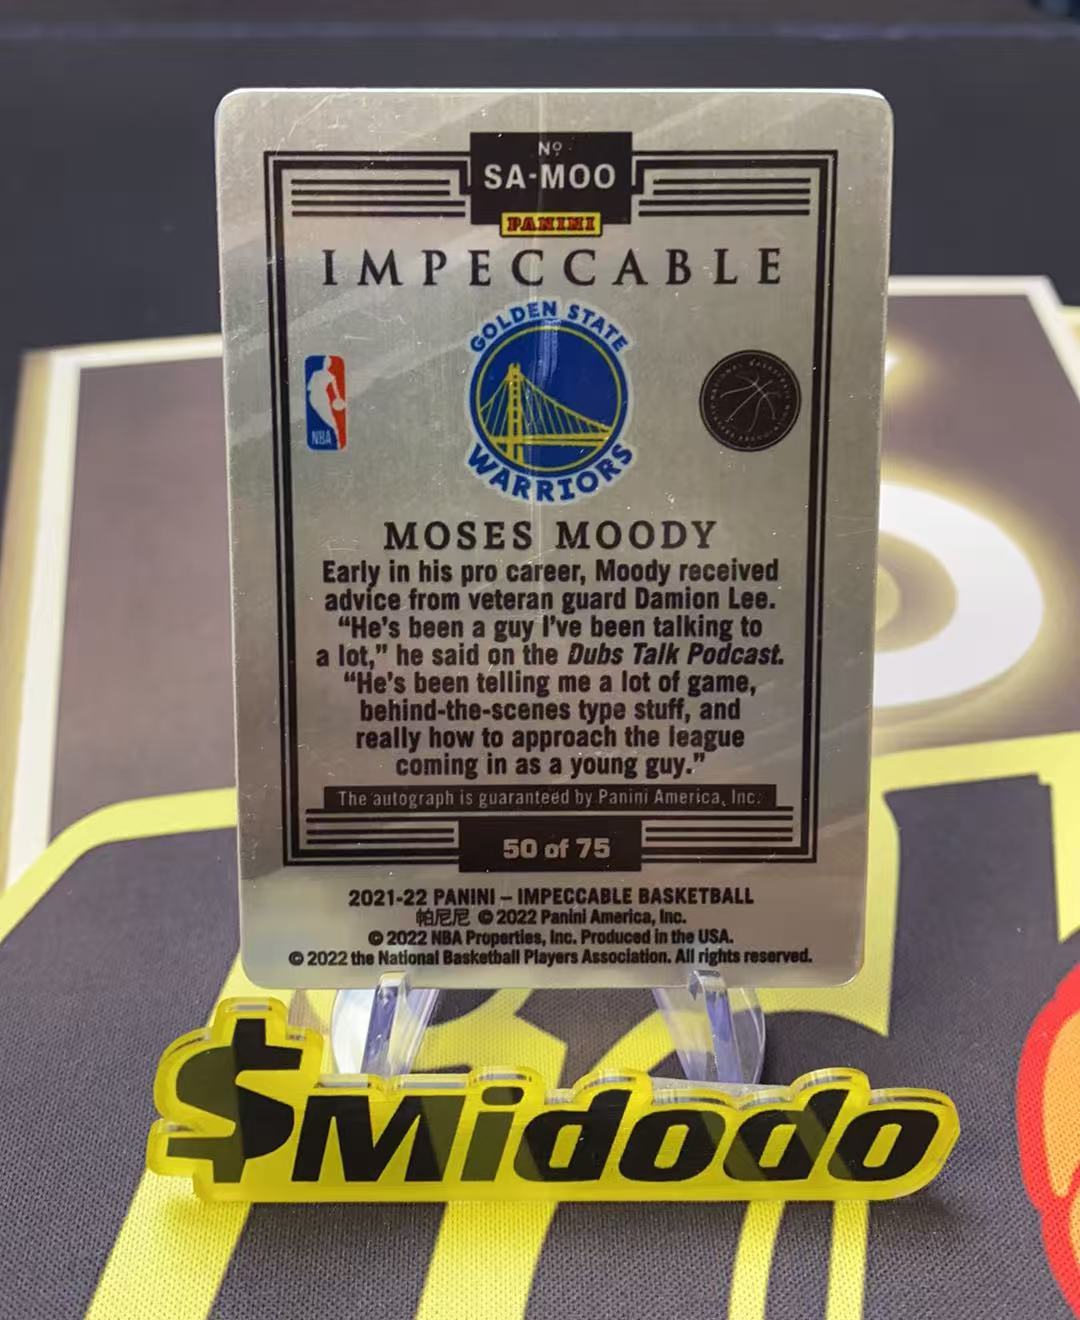 Nº
SA-MOO
PANINI
IMPECCABLE
GOLDEN STATE
WARRIORS
NBA
MOSES MOODY
Early in his pro career, Moody received
advice from veteran guard Damion Lee.
“He’s been a guy I’ve been talking to
a lot,” he said on the Dubs Talk Podcast.
“He’s been telling me a lot of game,
behind-the-scenes type stuff, and
really how to approach the league
coming in as a young guy.”
The autograph is guaranteed by Panini America, Inc.
50 of 75
2021-22 PANINI – IMPECCABLE BASKETBALL
帕尼尼 © 2022 Panini America, Inc.
© 2022 NBA Properties, Inc. Produced in the USA.
© 2022 the National Basketball Players Association. All rights reserved.
$Midodo